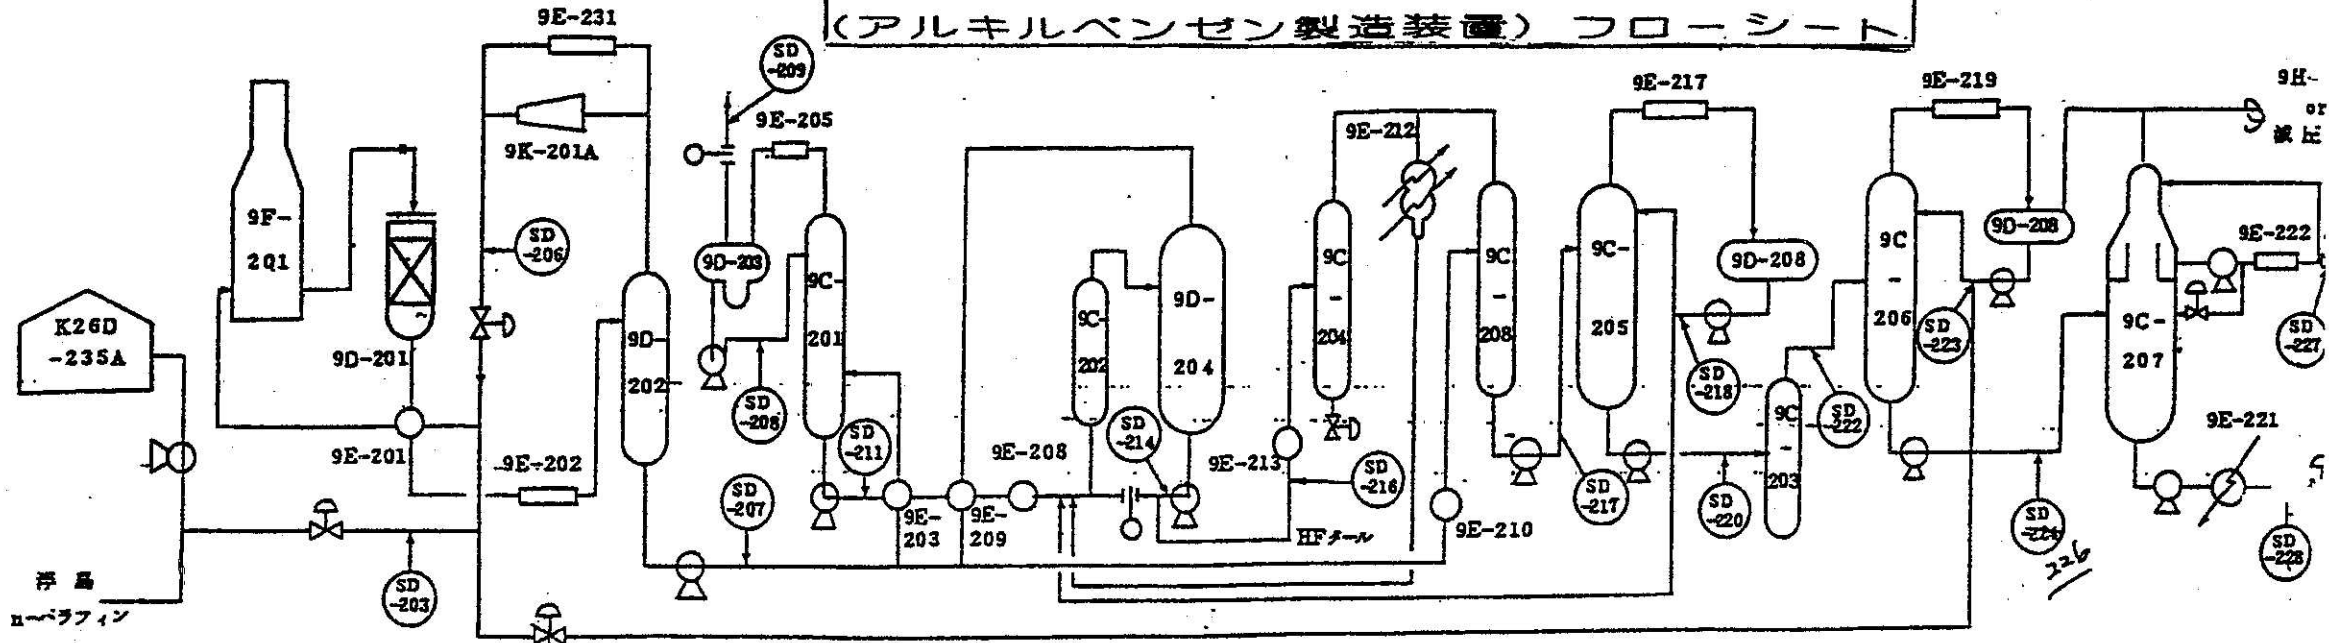 (アルキルベンゼン製造装置) フローシート
9E-231
SD
-209
9E-217
9E-219
9H-
or
減圧
9E-205
9K-201A
9E-212
9F-
201
SD
-206
9D-203
9C-
201
9D-
202
9D-201
K26D
-235A
9E-201
9E-202
SD
-208
SD
-207
SD
-211
9C-
202
9D-
204
9E-208
SD
-214
9E-
203
9E-
209
9C
-
204
9E-213
SD
-216
HFタール
9C
-
208
9E-210
9C-
205
SD
-217
9D-208
SD
-218
SD
-220
9C
-
203
SD
-222
9C
-
206
9D-208
SD
-223
9C-
207
9E-222
SD
-227
9E-221
SD
226
SD
-228
SD
-203
浮島
n-パラフィン